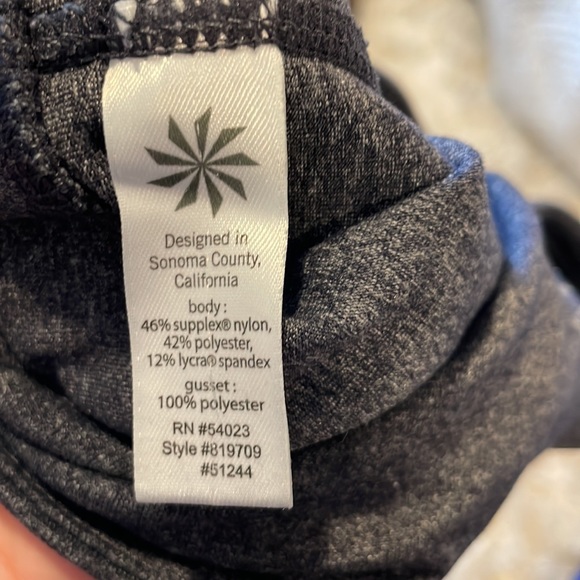 Designed in
Sonoma County,
California
body :
46% supplex® nylon,
42% polyester,
12% lycra® spandex
gusset :
100% polyester
RN #54023
Style #819709
#51244